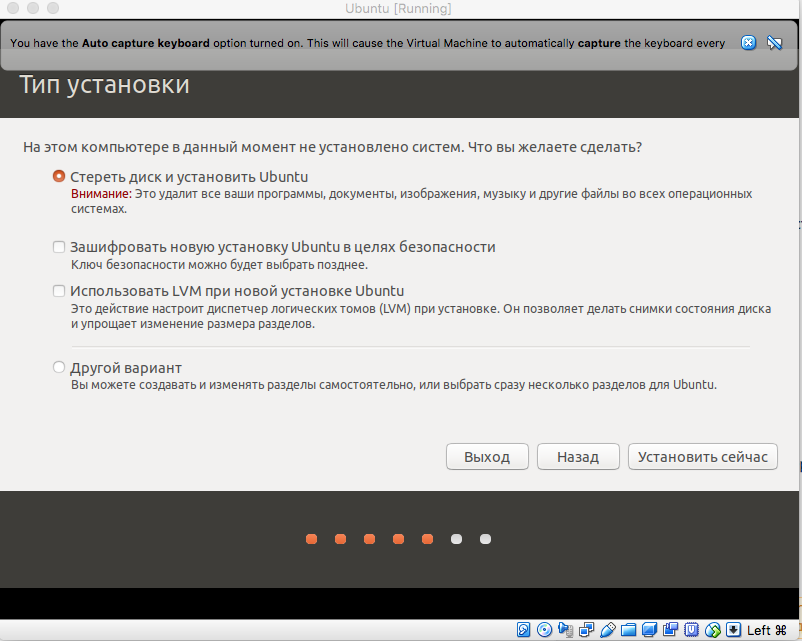 Ubuntu [Running]
You have the Auto capture keyboard option turned on. This will cause the Virtual Machine to automatically capture the keyboard every
Тип установки
На этом компьютере в данный момент не установлено систем. Что вы желаете сделать?
Стереть диск и установить Ubuntu
Внимание: Это удалит все ваши программы, документы, изображения, музыку и другие файлы во всех операционных
системах.
Зашифровать новую установку Ubuntu в целях безопасности
Ключ безопасности можно будет выбрать позднее.
Использовать LVM при новой установке Ubuntu
Это действие настроит диспетчер логических томов (LVM) при установке. Он позволяет делать снимки состояния диска
и упрощает изменение размера разделов.
Другой вариант
Вы можете создавать и изменять разделы самостоятельно, или выбрать сразу несколько разделов для Ubuntu.
Выход Назад Установить сейчас
Left ⌘